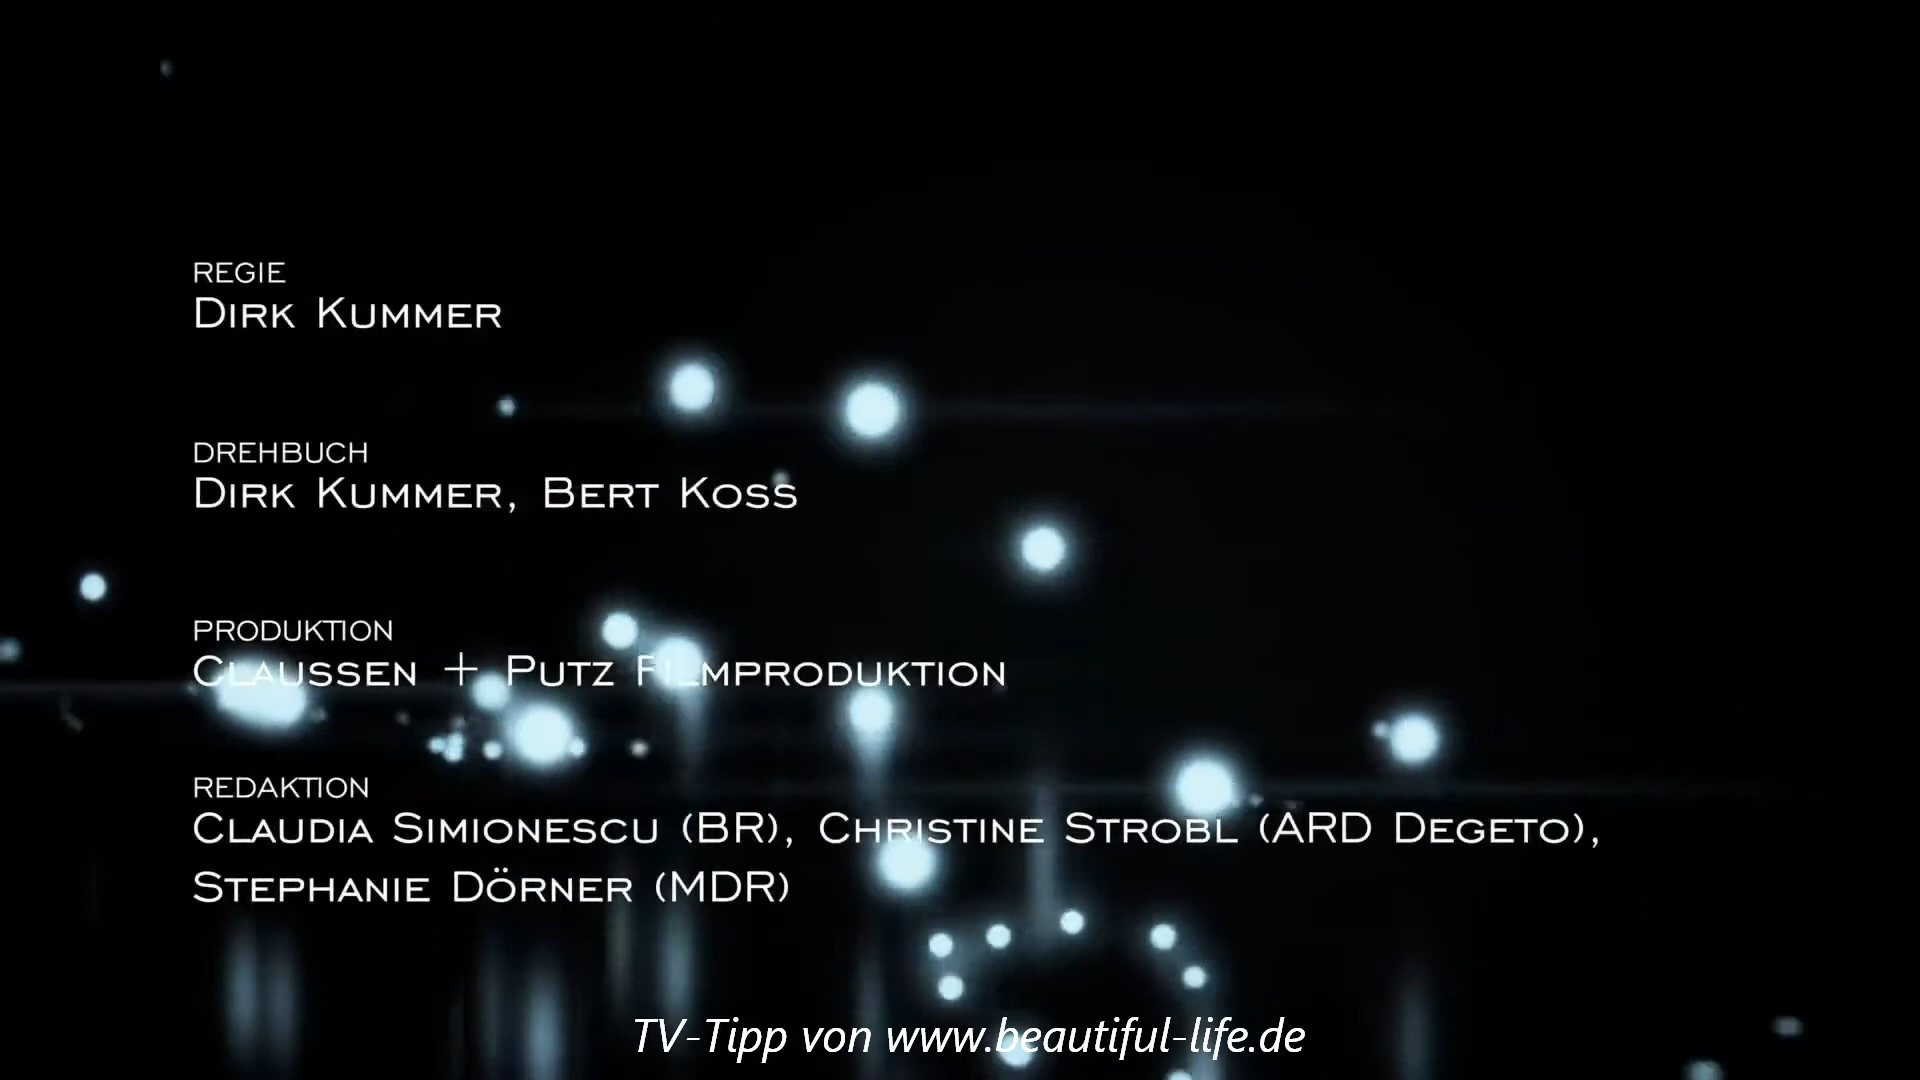 REGIE
DIRK KUMMER
DREHBUCH
DIRK KUMMER, BERT KOSS
PRODUKTION
CLAUSSEN + PUTZ FILMPRODUKTION
REDAKTION
CLAUDIA SIMIONESCU (BR), CHRISTINE STROBL (ARD DEGETO),
STEPHANIE DÖRNER (MDR)
TV-Tipp von www.beautiful-life.de